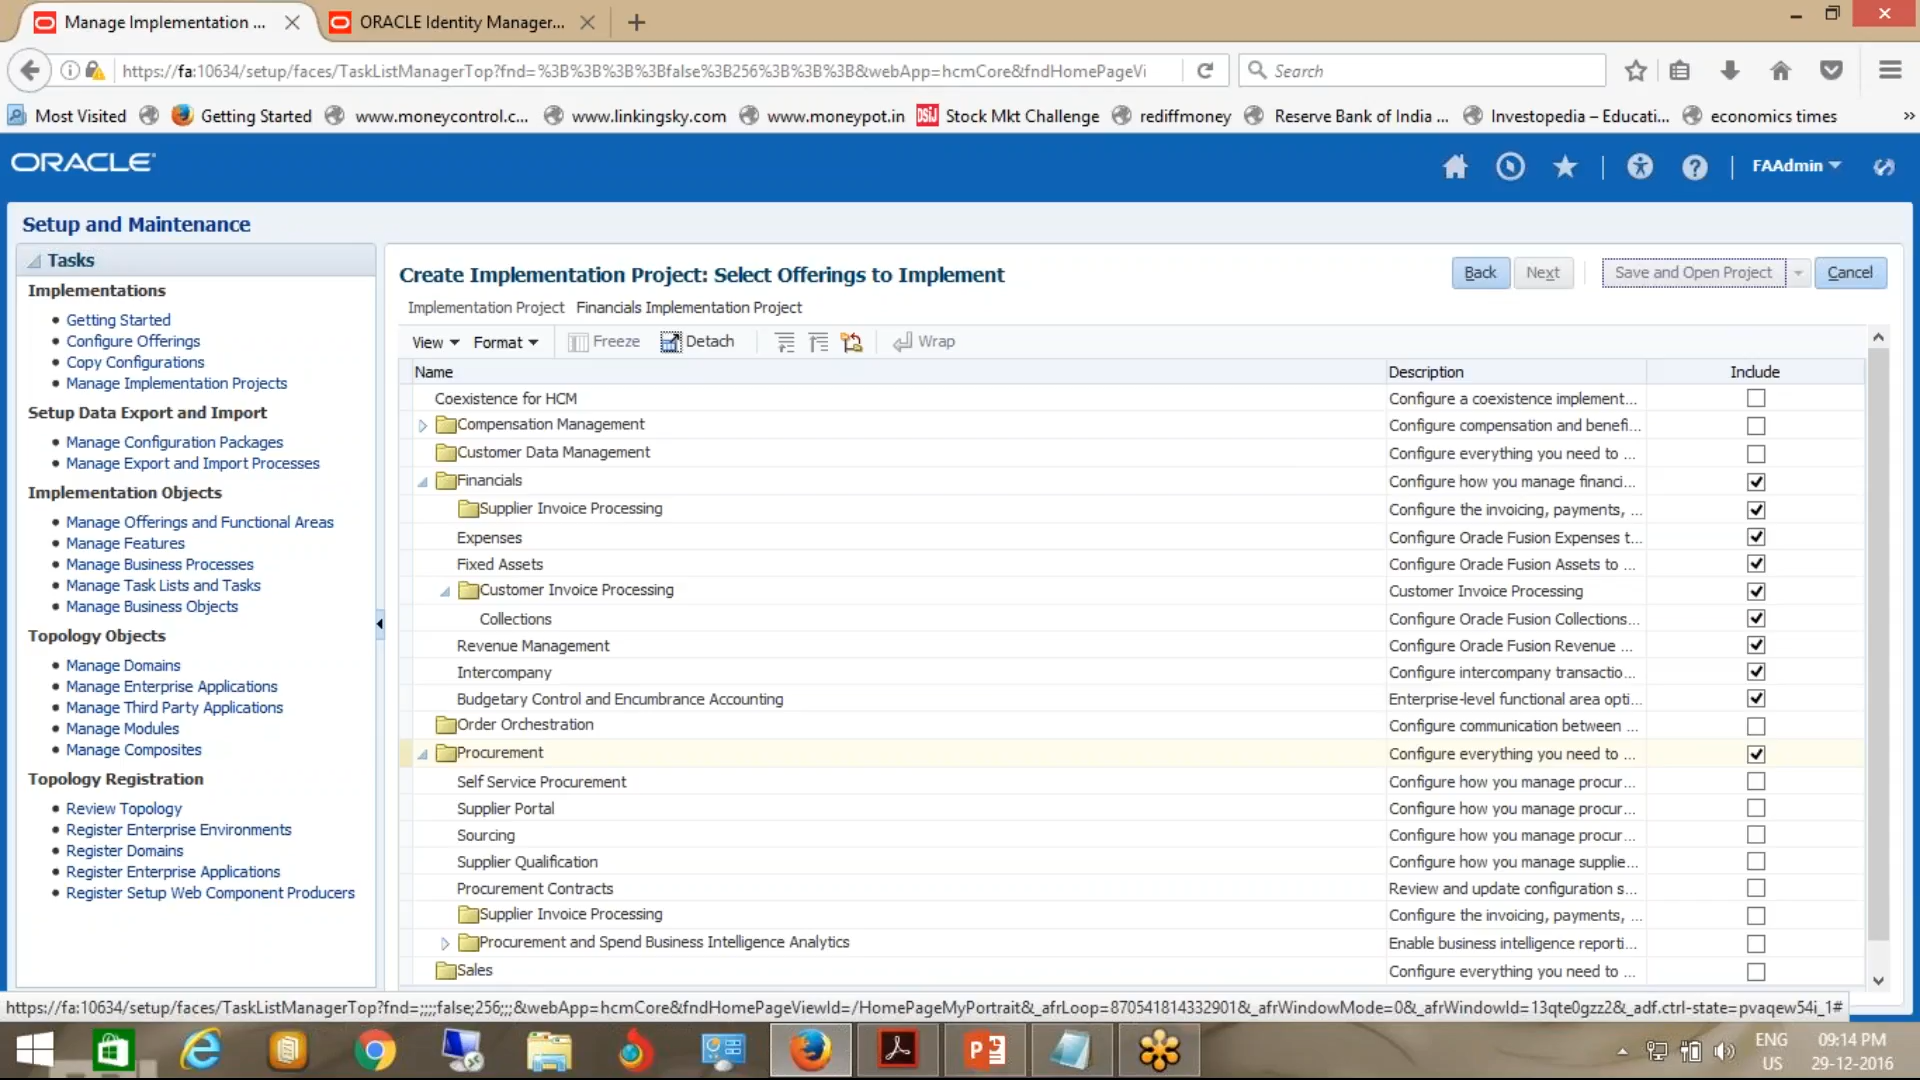 Manage Implementation ...
ORACLE Identity Manager...
https://fa:10634/setup/faces/TaskListManagerTop?fnd=%3B%3B%3B%3Bfalse%3B256%3B%3B%3B&webApp=hcmCore&fndHomePageVi
Search
Most Visited
Getting Started
www.moneycontrol.c...
www.linkingsky.com
www.moneypot.in
DSIJ
Stock Mkt Challenge
rediffmoney
Reserve Bank of India ...
Investopedia – Educati...
economics times
ORACLE
FAAdmin
Setup and Maintenance
Tasks
Implementations
Getting Started
Configure Offerings
Copy Configurations
Manage Implementation Projects
Setup Data Export and Import
Manage Configuration Packages
Manage Export and Import Processes
Implementation Objects
Manage Offerings and Functional Areas
Manage Features
Manage Business Processes
Manage Task Lists and Tasks
Manage Business Objects
Topology Objects
Manage Domains
Manage Enterprise Applications
Manage Third Party Applications
Manage Modules
Manage Composites
Topology Registration
Review Topology
Register Enterprise Environments
Register Domains
Register Enterprise Applications
Register Setup Web Component Producers
Create Implementation Project: Select Offerings to Implement
Back
Next
Save and Open Project
Cancel
Implementation Project Financials Implementation Project
View
Format
Freeze
Detach
Wrap
Name Description Include
Coexistence for HCM Configure a coexistence implement...
Compensation Management Configure compensation and benefi...
Customer Data Management Configure everything you need to ...
Financials Configure how you manage financi...
Supplier Invoice Processing Configure the invoicing, payments, ...
Expenses Configure Oracle Fusion Expenses t...
Fixed Assets Configure Oracle Fusion Assets to ...
Customer Invoice Processing Customer Invoice Processing
Collections Configure Oracle Fusion Collections...
Revenue Management Configure Oracle Fusion Revenue ...
Intercompany Configure intercompany transactio...
Budgetary Control and Encumbrance Accounting Enterprise-level functional area opti...
Order Orchestration Configure communication between ...
Procurement Configure everything you need to ...
Self Service Procurement Configure how you manage procur...
Supplier Portal Configure how you manage procur...
Sourcing Configure how you manage procur...
Supplier Qualification Configure how you manage supplie...
Procurement Contracts Review and update configuration s...
Supplier Invoice Processing Configure the invoicing, payments, ...
Procurement and Spend Business Intelligence Analytics Enable business intelligence reporti...
Sales Configure everything you need to ...
https://fa:10634/setup/faces/TaskListManagerTop?fnd=;;;;false;256;;;&webApp=hcmCore&fndHomePageViewId=/HomePageMyPortrait&_afrLoop=870541814332901&_afrWindowMode=0&_afrWindowId=13qte0gzz2&_adf.ctrl-state=pvaqew54i_1#
ENG
US
09:14 PM
29-12-2016